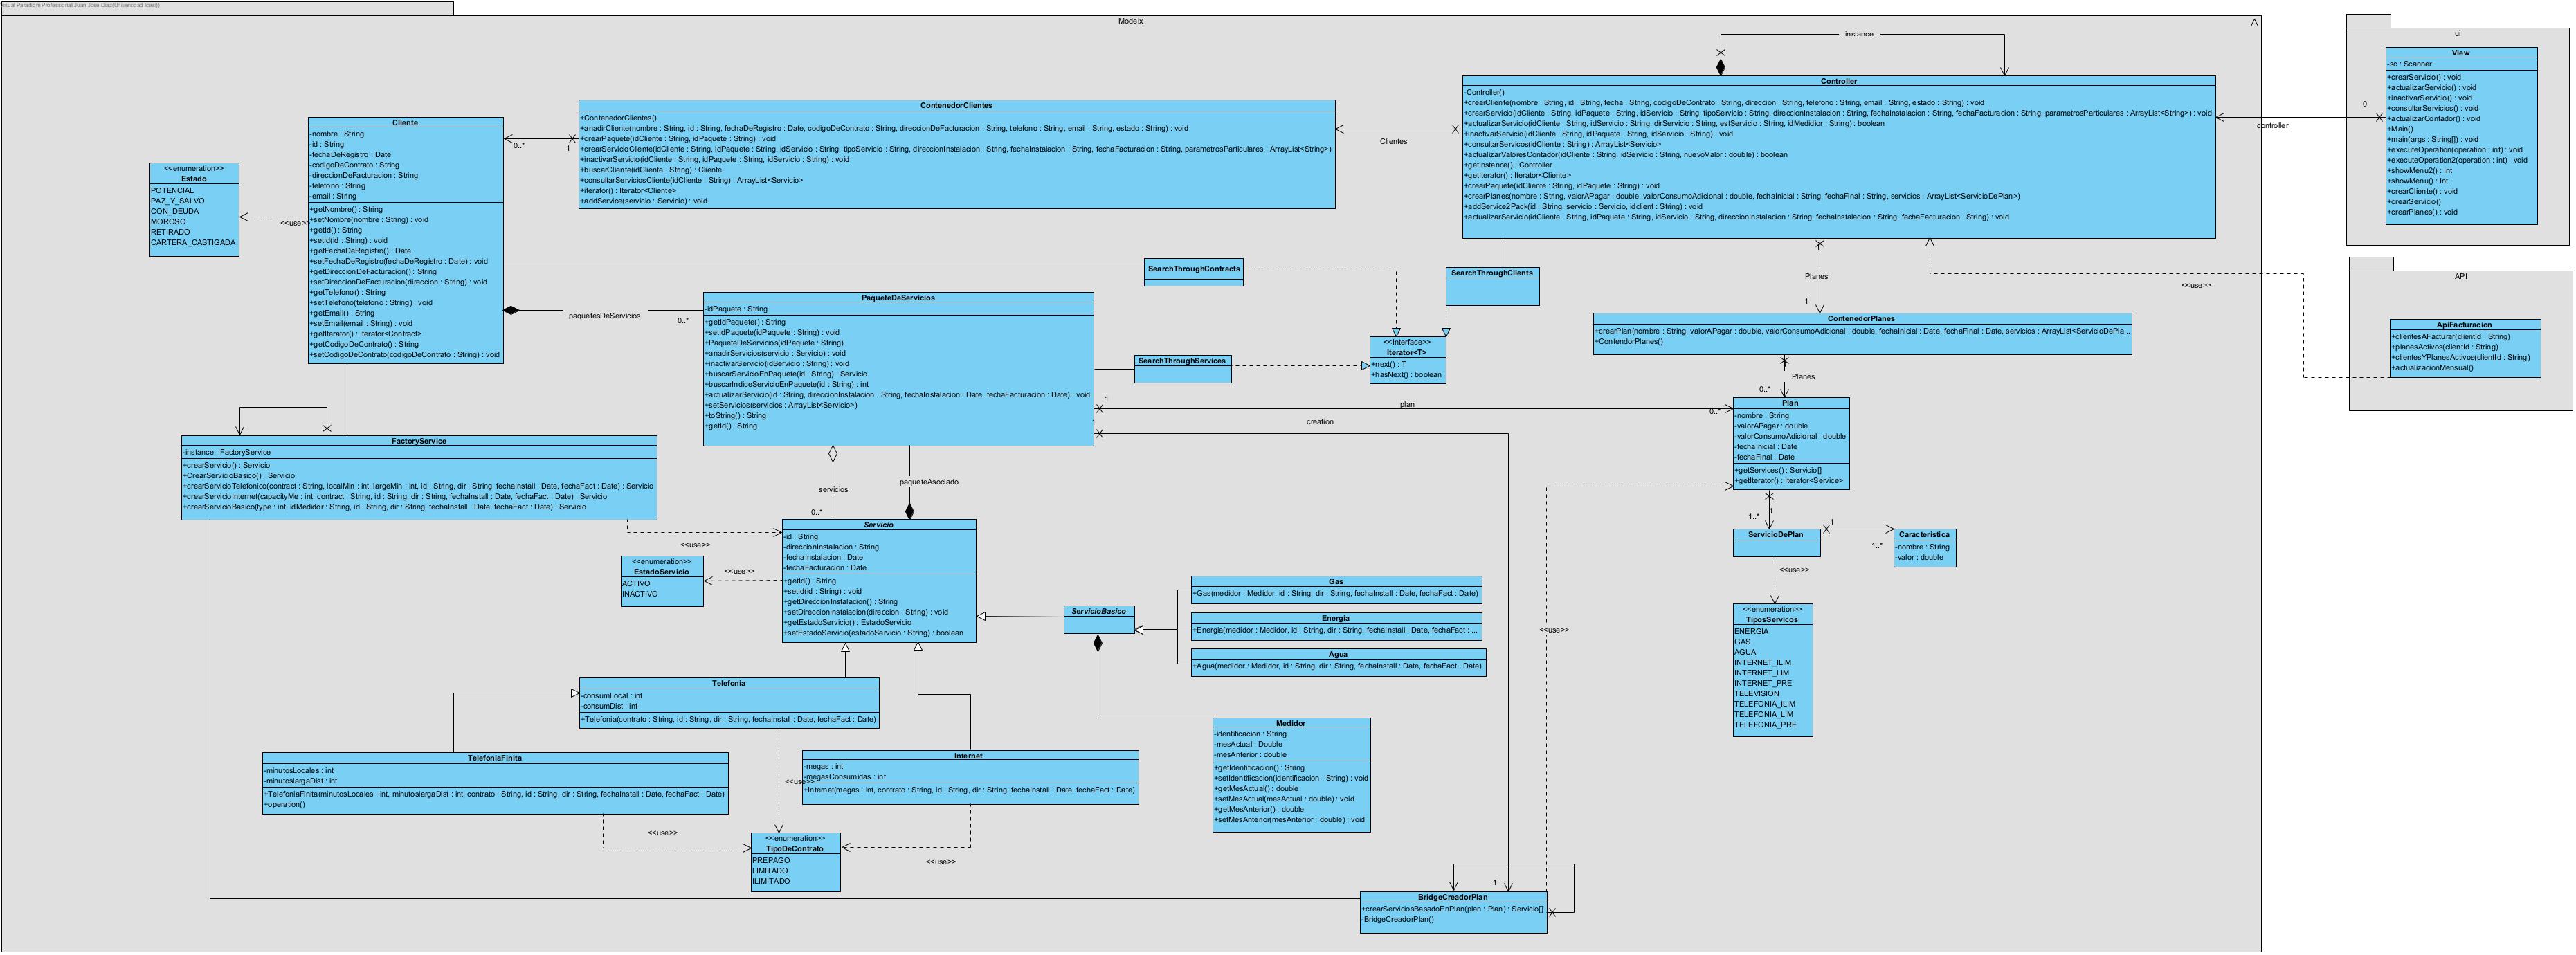 Visual Paradigm Professional(Juan Jose Diaz(Universidad Icesi))
Modelx
instance
Controller
-Controller()
+crearCliente(nombre : String, id : String, fecha : String, codigoDeContrato : String, direccion : String, telefono : String, email : String, estado : String) : void
+crearServicio(idCliente : String, idPaquete : String, idServicio : String, tipoServicio : String, direccionInstalacion : String, fechaInstalacion : String, fechaFacturacion : String, parametrosParticulares : ArrayList<String>) : void
+actualizarServicio(idCliente : String, idServicio : String, dirServicio : String, estServicio : String, idMedidor : String) : boolean
+inactivarServicio(idCliente : String, idPaquete : String, idServicio : String) : void
+consultarServicos(idCliente : String) : ArrayList<Servicio>
+actualizarValoresContador(idCliente : String, idServicio : String, nuevoValor : double) : boolean
+getInstance() : Controller
+getIterator() : Iterator<Cliente>
+crearPaquete(idCliente : String, idPaquete : String) : void
+crearPlanes(nombre : String, valorAPagar : double, valorConsumoAdicional : double, fechaInicial : String, fechaFinal : String, servicios : ArrayList<ServicioDePlan>)
+addService2Pack(id : String, servicio : Servicio, idclient : String) : void
+actualizarServicio(idCliente : String, idPaquete : String, idServicio : String, direccionInstalacion : String, fechaInstalacion : String, fechaFacturacion : String) : void
ui
View
-sc : Scanner
+crearServicio() : void
+actualizarServicio() : void
+inactivarServicio() : void
+consultarServicios() : void
+actualizarContador() : void
+Main()
+main(args : String[]) : void
+executeOperation(operation : int) : void
+executeOperation2(operation : int) : void
+showMenu2() : Int
+showMenu() : Int
+crearCliente() : void
+crearServicio()
+crearPlanes() : void
0
controller
API
ApiFacturacion
+clientesAFacturar(clientId : String)
+planesActivos(clientId : String)
+clientesYPlanesActivos(clientId : String)
+actualizacionMensual()
<<use>>
ContenedorClientes
+ContenedorClientes()
+anadirCliente(nombre : String, id : String, fechaDeRegistro : Date, codigoDeContrato : String, direccionDeFacturacion : String, telefono : String, email : String, estado : String) : void
+crearPaquete(idCliente : String, idPaquete : String) : void
+crearServicioCliente(idCliente : String, idPaquete : String, idServicio : String, tipoServicio : String, direccionInstalacion : String, fechaInstalacion : String, fechaFacturacion : String, parametrosParticulares : ArrayList<String>)
+inactivarServicio(idCliente : String, idPaquete : String, idServicio : String) : void
+buscarCliente(idCliente : String) : Cliente
+consultarServiciosCliente(idCliente : String) : ArrayList<Servicio>
+iterator() : Iterator<Cliente>
+addService(servicio : Servicio) : void
Clientes
0..*
1
Cliente
-nombre : String
-id : String
-fechaDeRegistro : Date
-codigoDeContrato : String
-direccionDeFacturacion : String
-telefono : String
-email : String
+getNombre() : String
+setNombre(nombre : String) : void
+getId() : String
+setId(id : String) : void
+getFechaDeRegistro() : Date
+setFechaDeRegistro(fechaDeRegistro : Date) : void
+getDireccionDeFacturacion() : String
+setDireccionDeFacturacion(direccion : String) : void
+getTelefono() : String
+setTelefono(telefono : String) : void
+getEmail() : String
+setEmail(email : String) : void
+getIterator() : Iterator<Contract>
+getCodigoDeContrato() : String
+setCodigoDeContrato(codigoDeContrato : String) : void
<<enumeration>>
Estado
POTENCIAL
PAZ_Y_SALVO
CON_DEUDA
MOROSO
RETIRADO
CARTERA_CASTIGADA
<<use>>
SearchThroughContracts
SearchThroughClients
SearchThroughServices
<<Interface>>
Iterator<T>
+next() : T
+hasNext() : boolean
paquetesDeServicios
0..*
PaqueteDeServicios
-idPaquete : String
+getIdPaquete() : String
+setIdPaquete(idPaquete : String) : void
+PaqueteDeServicios(idPaquete : String)
+anadirServicios(servicio : Servicio) : void
+inactivarServicio(idServicio : String) : void
+buscarServicioEnPaquete(id : String) : Servicio
+buscarIndiceServicioEnPaquete(id : String) : int
+actualizarServicio(id : String, direccionInstalacion : String, fechaInstalacion : Date, fechaFacturacion : Date) : void
+setServicios(servicios : ArrayList<Servicio>)
+toString() : String
+getId() : String
Planes
1
ContenedorPlanes
+crearPlan(nombre : String, valorAPagar : double, valorConsumoAdicional : double, fechaInicial : Date, fechaFinal : Date, servicios : ArrayList<ServicioDePla...
+ContendorPlanes()
Planes
0..*
1
plan
0..*
creation
Plan
-nombre : String
-valorAPagar : double
-valorConsumoAdicional : double
-fechaInicial : Date
-fechaFinal : Date
+getServices() : Servicio[]
+getIterator() : Iterator<Service>
1
1..*
ServicioDePlan
1
1..*
Característica
-nombre : String
-valor : double
<<use>>
<<enumeration>>
TiposServicos
ENERGIA
GAS
AGUA
INTERNET_ILIM
INTERNET_LIM
INTERNET_PRE
TELEVISION
TELEFONIA_ILIM
TELEFONIA_LIM
TELEFONIA_PRE
FactoryService
-instance : FactoryService
+crearServicio() : Servicio
+CrearServicioBasico() : Servicio
+crearServicioTelefonico(contract : String, localMin : int, largeMin : int, id : String, dir : String, fechaInstall : Date, fechaFact : Date) : Servicio
+crearServicioInternet(capacityMe : int, contract : String, id : String, dir : String, fechaInstall : Date, fechaFact : Date) : Servicio
+crearServicioBasico(type : int, idMedidor : String, id : String, dir : String, fechaInstall : Date, fechaFact : Date) : Servicio
<<use>>
servicios
0..*
paqueteAsociado
Servicio
-id : String
-direccionInstalacion : String
-fechaInstalacion : Date
-fechaFacturacion : Date
+getId() : String
+setId(id : String) : void
+getDireccionInstalacion() : String
+setDireccionInstalacion(direccion : String) : void
+getEstadoServicio() : EstadoServicio
+setEstadoServicio(estadoServicio : String) : boolean
<<enumeration>>
EstadoServicio
ACTIVO
INACTIVO
<<use>>
ServicioBasico
Gas
+Gas(medidor : Medidor, id : String, dir : String, fechaInstall : Date, fechaFact : Date)
Energia
+Energia(medidor : Medidor, id : String, dir : String, fechaInstall : Date, fechaFact : ...
Agua
+Agua(medidor : Medidor, id : String, dir : String, fechaInstall : Date, fechaFact : Date)
<<use>>
Telefonia
-consumLocal : int
-consumDist : int
+Telefonia(contrato : String, id : String, dir : String, fechaInstall : Date, fechaFact : Date)
TelefoniaFinita
-minutosLocales : int
-minutoslargaDist : int
+TelefoniaFinita(minutosLocales : int, minutoslargaDist : int, contrato : String, id : String, dir : String, fechaInstall : Date, fechaFact : Date)
+operation()
<<use>>
Internet
-megas : int
-megasConsumidas : int
+Internet(megas : int, contrato : String, id : String, dir : String, fechaInstall : Date, fechaFact : Date)
Medidor
-identificacion : String
-mesActual : Double
-mesAnterior : double
+getIdentificacion() : String
+setIdentificacion(identificacion : String) : void
+getMesActual() : double
+setMesActual(mesActual : double) : void
+getMesAnterior() : double
+setMesAnterior(mesAnterior : double) : void
<<use>>
<<enumeration>>
TipoDeContrato
PREPAGO
LIMITADO
ILIMITADO
<<use>>
1
BridgeCreadorPlan
+crearServiciosBasadoEnPlan(plan : Plan) : Servicio[]
-BridgeCreadorPlan()